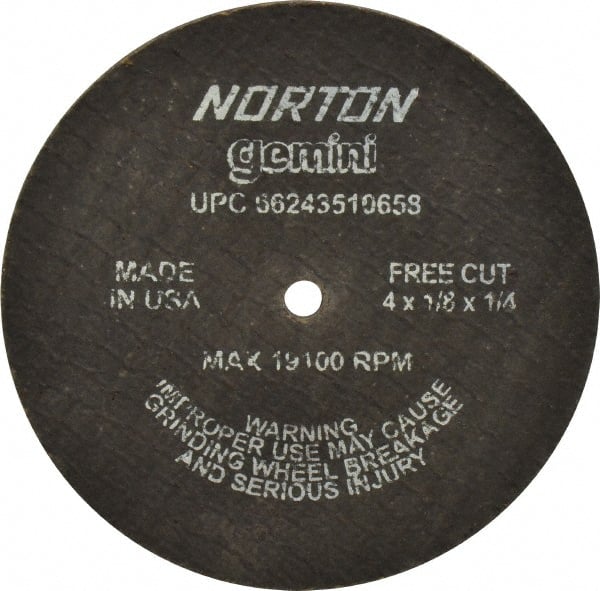 NORTON
gemini
UPC 66243510658
MADE
IN USA
FREE CUT
4 x 1/8 x 1/4
MAX 19100 RPM
WARNING
IMPROPER USE MAY CAUSE
GRINDING WHEEL BREAKAGE
AND SERIOUS INJURY